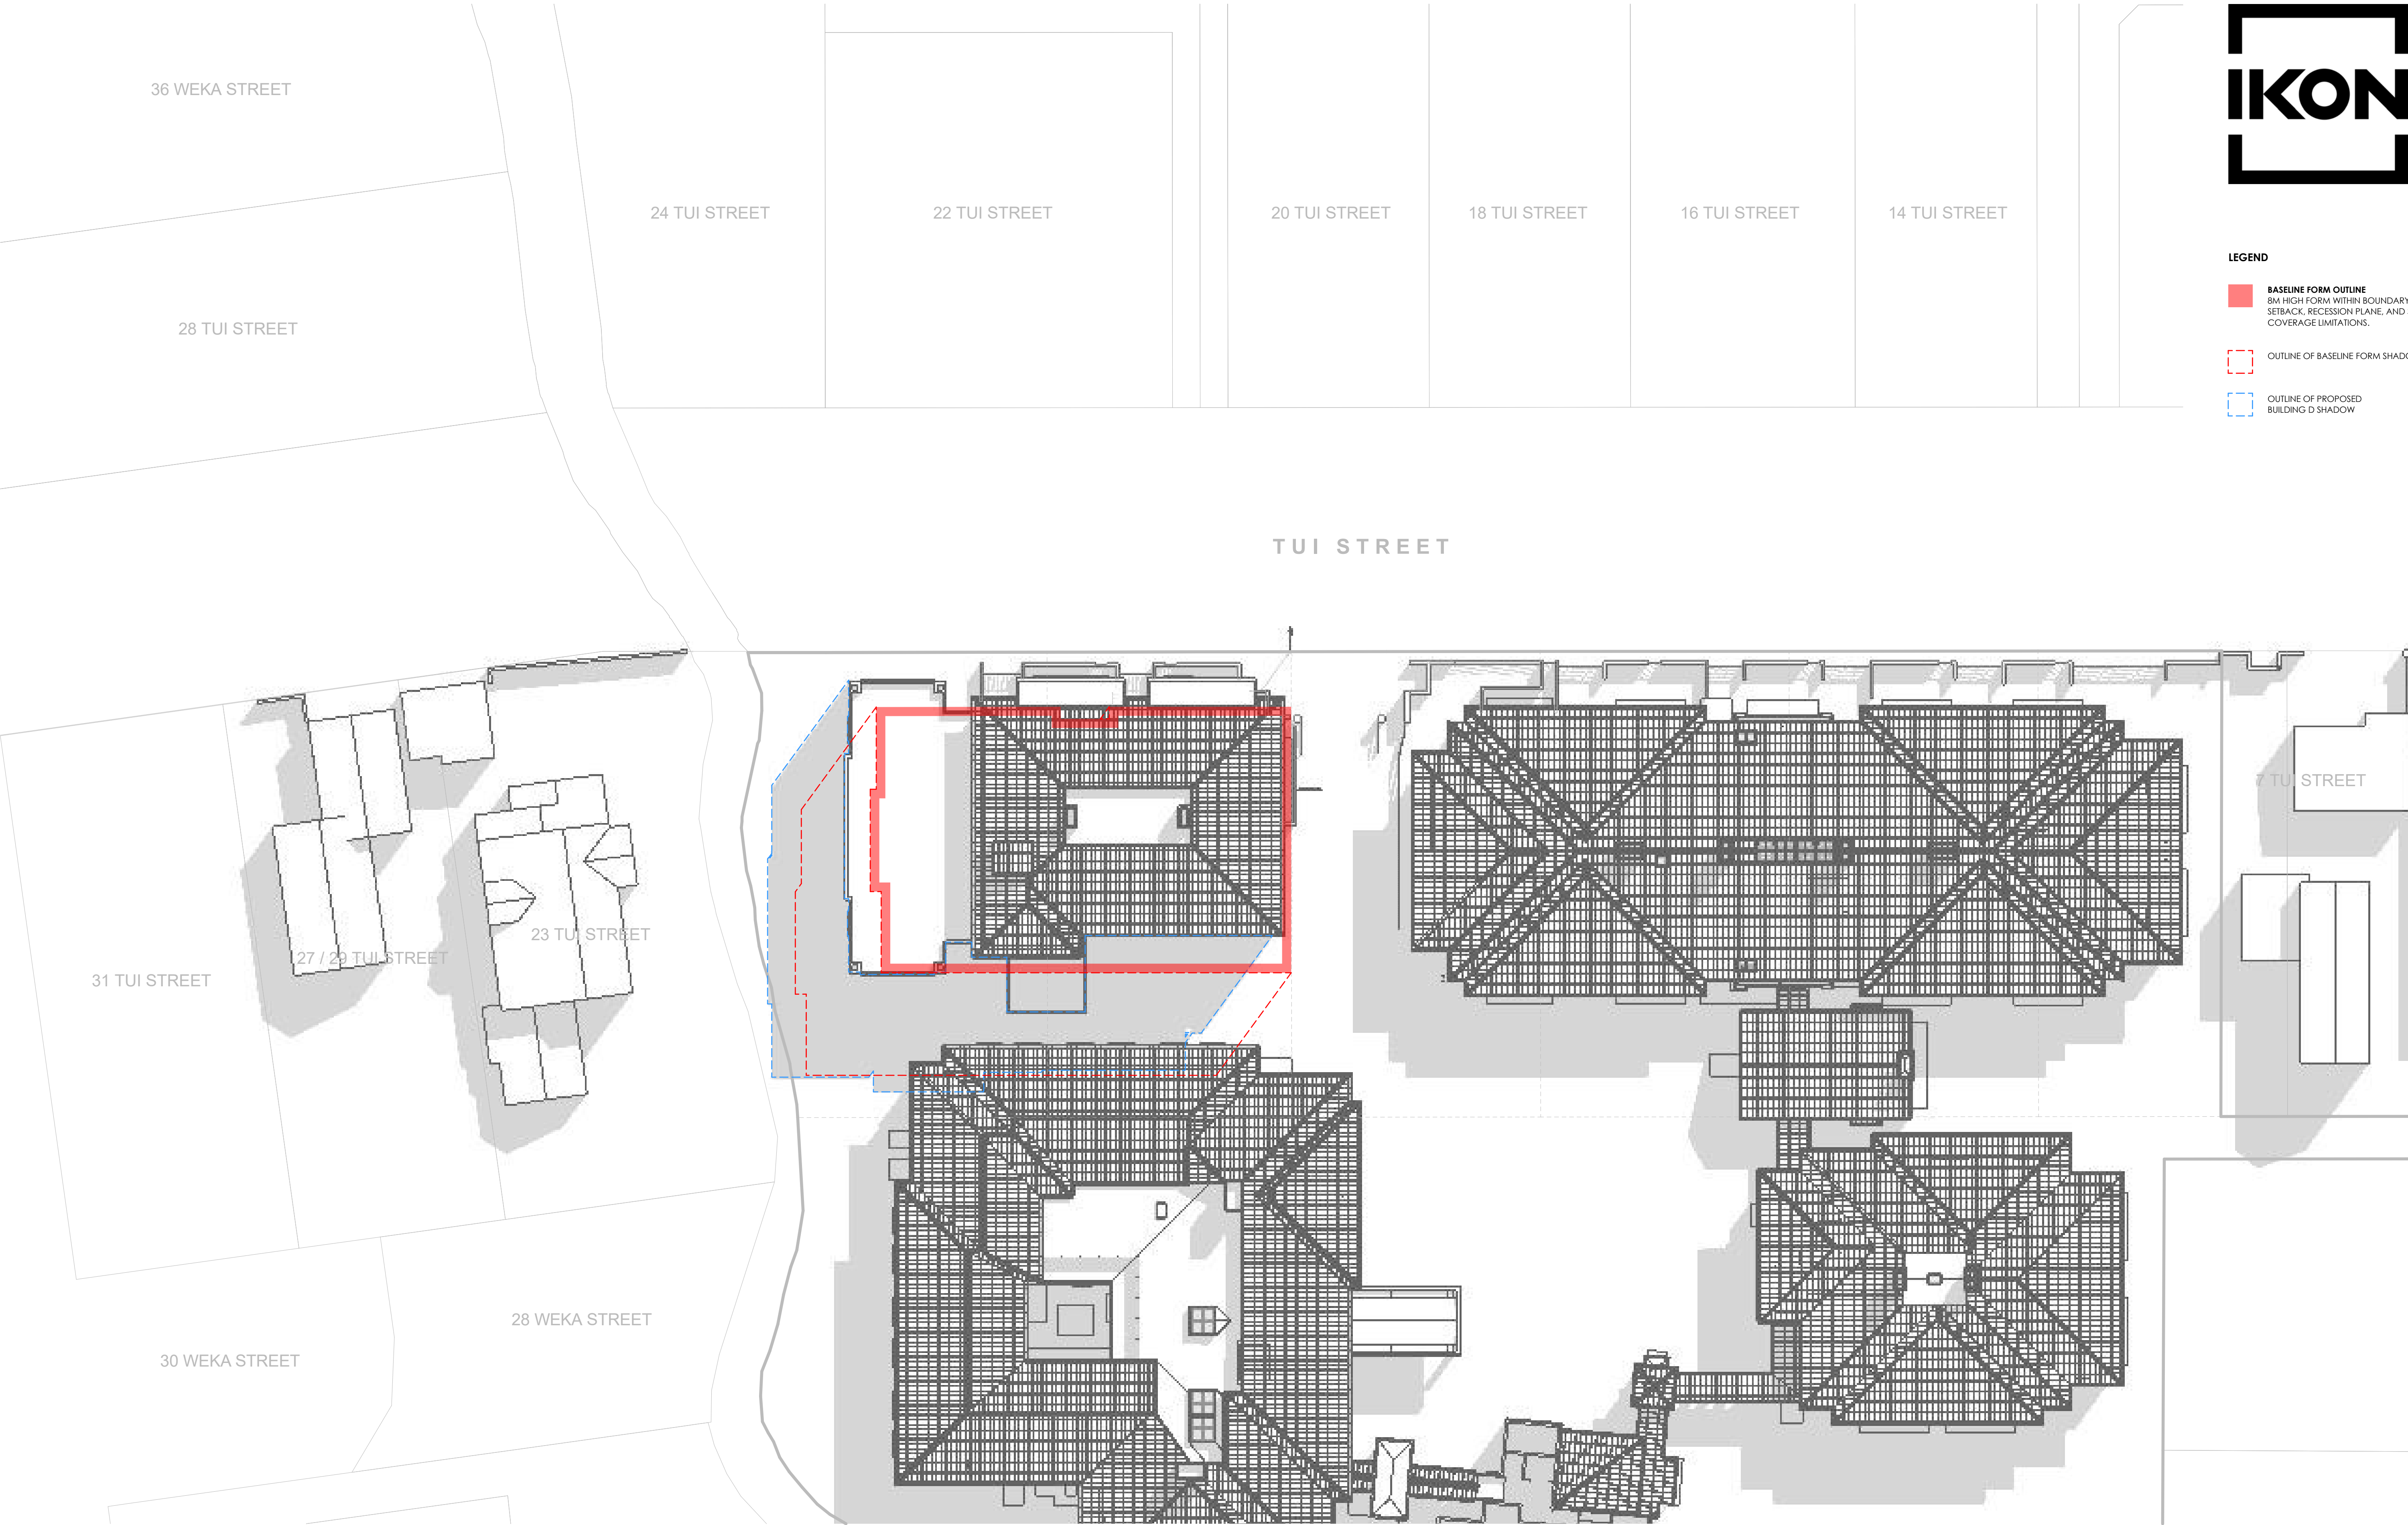 36 WEKA STREET
24 TUI STREET
22 TUI STREET
20 TUI STREET
18 TUI STREET
16 TUI STREET
14 TUI STREET
28 TUI STREET
TUI STREET
7 TUI STREET
23 TUI STREET
27 / 29 TUI STREET
31 TUI STREET
28 WEKA STREET
30 WEKA STREET
IKON
LEGEND
BASELINE FORM OUTLINE
8M HIGH FORM WITHIN BOUNDARY
SETBACK, RECESSION PLANE, AND
COVERAGE LIMITATIONS.
OUTLINE OF BASELINE FORM
OUTLINE OF PROPOSED
BUILDING D SHADOW